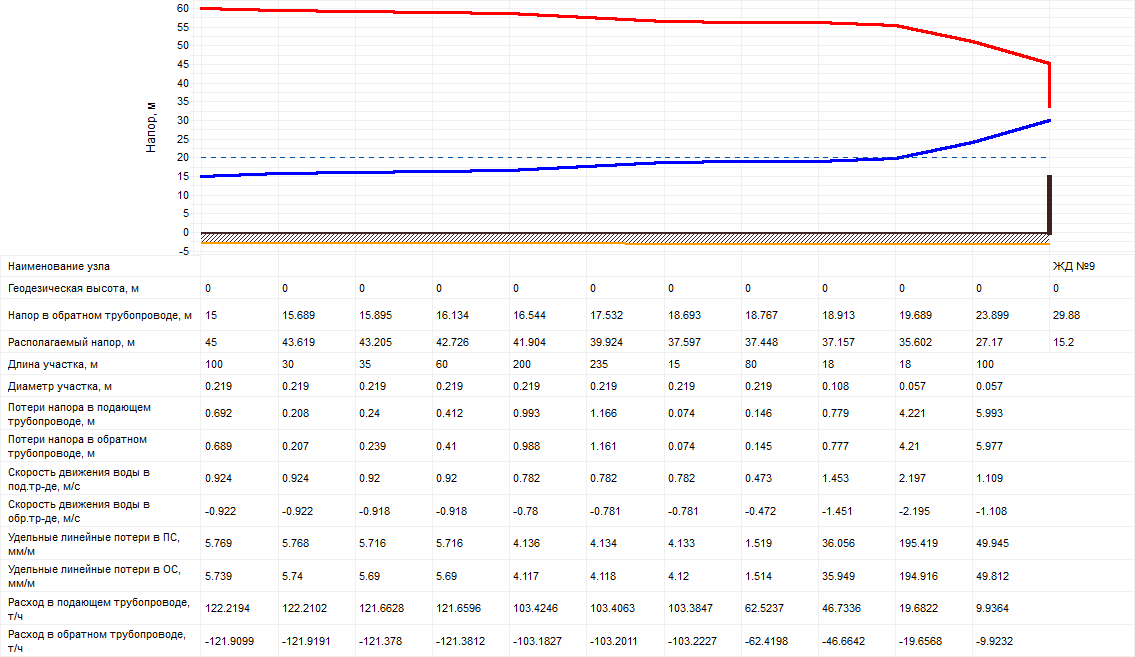 60
55
50
45
40
35
30
25
20
15
10
5
0
-5
Напор, м
Наименование узла ЖД №9
Геодезическая высота, м 0 0 0 0 0 0 0 0 0 0 0 0
Напор в обратном трубопроводе, м 15 15.689 15.895 16.134 16.544 17.532 18.693 18.767 18.913 19.689 23.899 29.88
Располагаемый напор, м 45 43.619 43.205 42.726 41.904 39.924 37.597 37.448 37.157 35.602 27.17 15.2
Длина участка, м 100 30 35 60 200 235 15 80 18 18 100
Диаметр участка, м 0.219 0.219 0.219 0.219 0.219 0.219 0.219 0.219 0.108 0.057 0.057
Потери напора в подающем
трубопроводе, м 0.692 0.208 0.24 0.412 0.993 1.166 0.074 0.146 0.779 4.221 5.993
Потери напора в обратном
трубопроводе, м 0.689 0.207 0.239 0.41 0.988 1.161 0.074 0.145 0.777 4.21 5.977
Скорость движения воды в
под.тр-де, м/с 0.924 0.924 0.92 0.92 0.782 0.782 0.782 0.473 1.453 2.197 1.109
Скорость движения воды в
обр.тр-де, м/с -0.922 -0.922 -0.918 -0.918 -0.78 -0.781 -0.781 -0.472 -1.451 -2.195 -1.108
Удельные линейные потери в ПС,
мм/м 5.769 5.768 5.716 5.716 4.136 4.134 4.133 1.519 36.056 195.419 49.945
Удельные линейные потери в ОС,
мм/м 5.739 5.74 5.69 5.69 4.117 4.118 4.12 1.514 35.949 194.916 49.812
Расход в подающем трубопроводе,
т/ч 122.2194 122.2102 121.6628 121.6596 103.4246 103.4063 103.3847 62.5237 46.7336 19.6822 9.9364
Расход в обратном трубопроводе,
т/ч -121.9099 -121.9191 -121.378 -121.3812 -103.1827 -103.2011 -103.2227 -62.4198 -46.6642 -19.6568 -9.9232